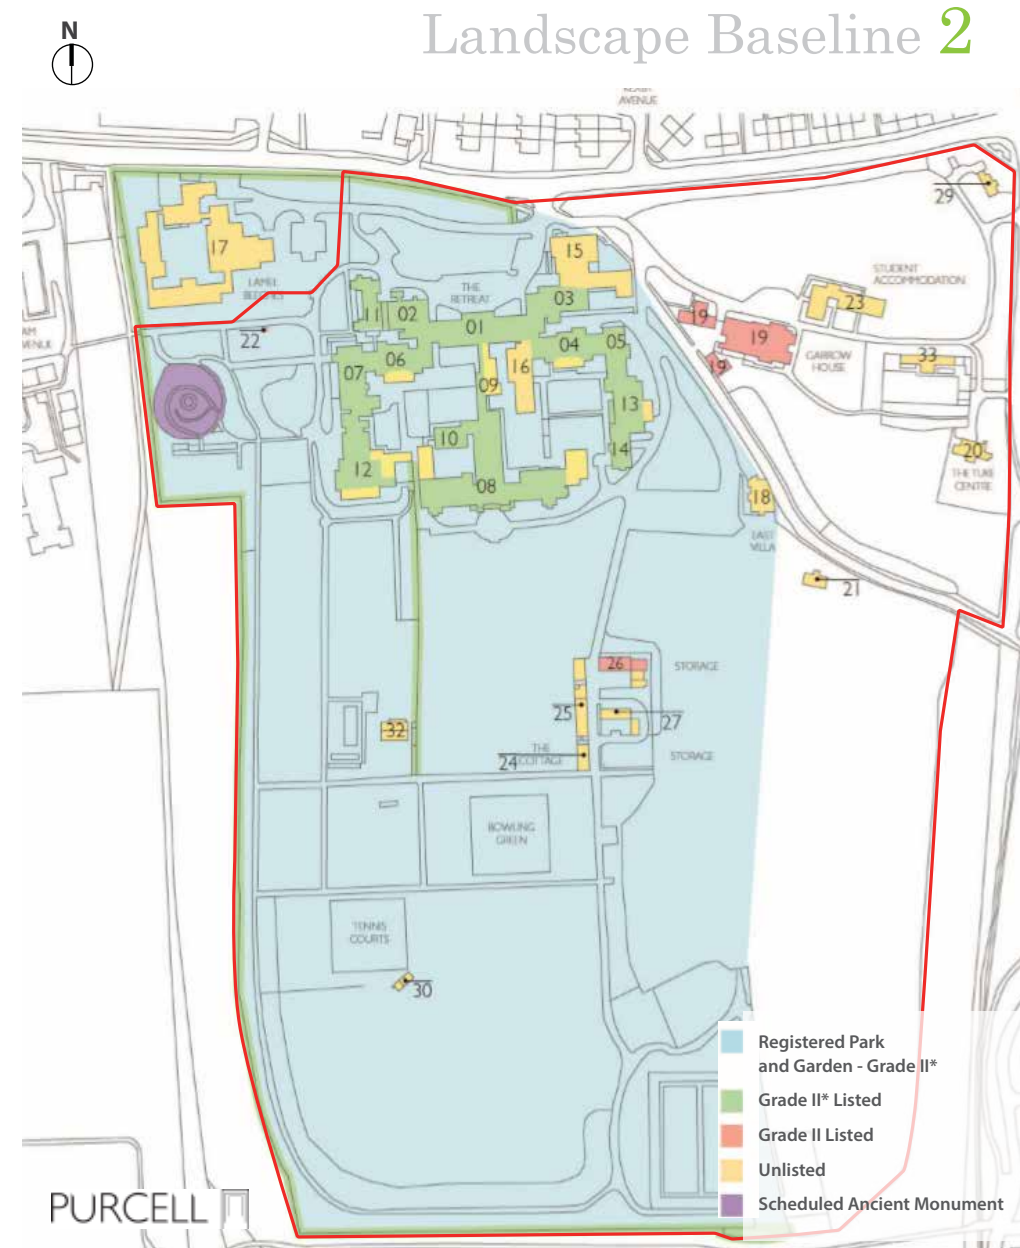 Landscape Baseline 2
N
AVENUE
29
17
15
STUDENT
ACCOMMODATION
THE
RETREAT
03
23
11
02
01
19
19
22
06
04
05
33
GARROW
HOUSE
07
16
19
09
13
10
14
12
20
THE TUKE
CENTRE
08
18
EAST
VILLA
21
26
STORAGE
25
27
32
THE
COTTAGE
24
STORAGE
BOWLING
GREEN
TENNIS
COURTS
30
Registered Park
and Garden - Grade II*
Grade II* Listed
Grade II Listed
Unlisted
Scheduled Ancient Monument
PURCELL